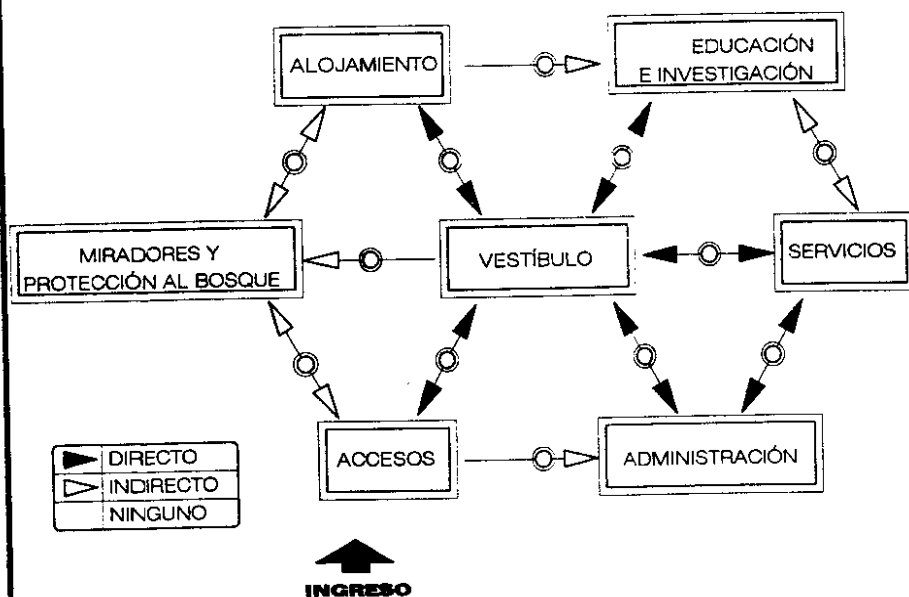 ALOJAMIENTO
EDUCACIÓN
E INVESTIGACIÓN
MIRADORES Y
PROTECCIÓN AL BOSQUE
VESTÍBULO
SERVICIOS
ACCESOS
ADMINISTRACIÓN
DIRECTO
INDIRECTO
NINGUNO
INGRESO